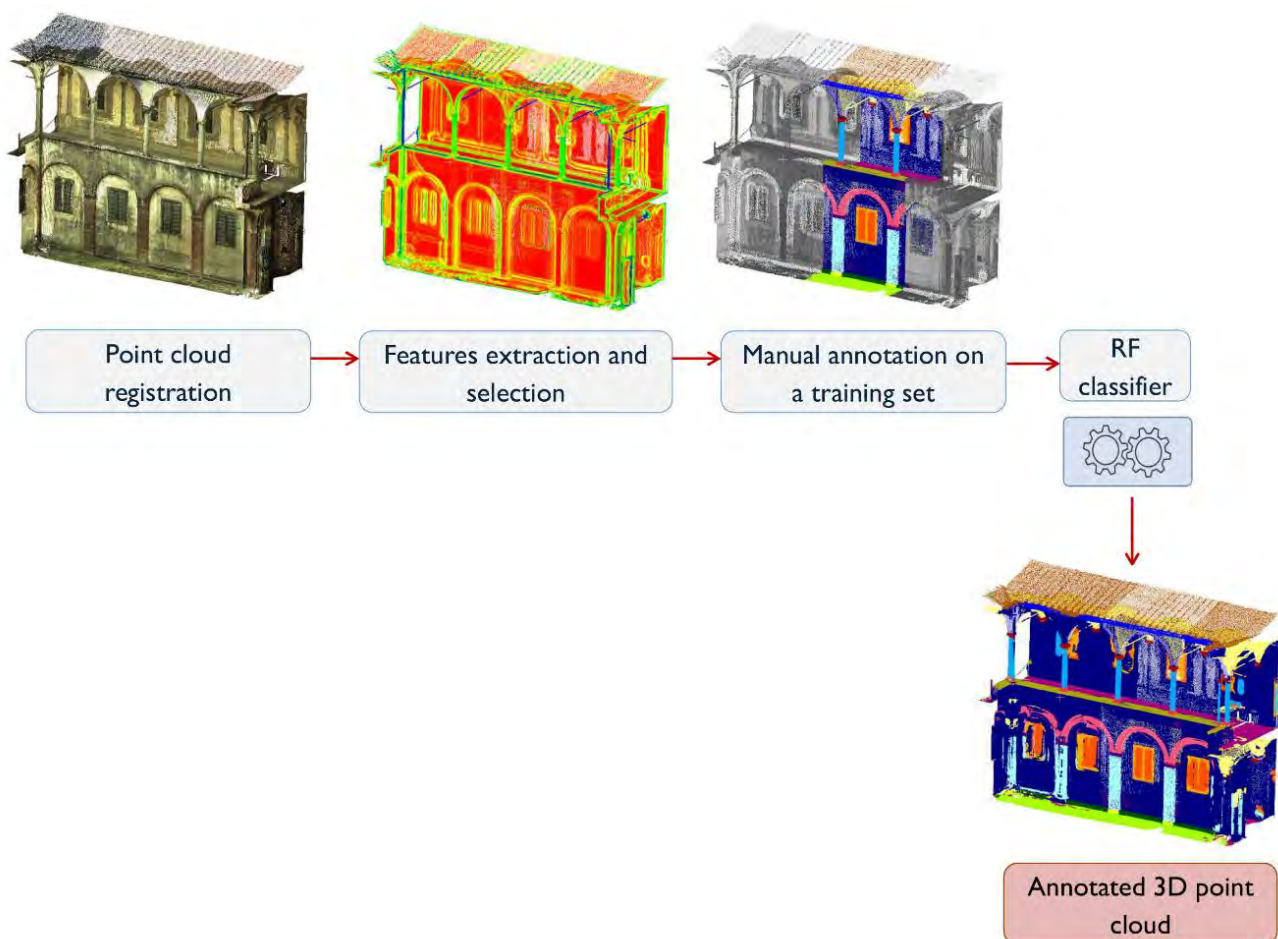 Point cloud
registration
Features extraction and
selection
Manual annotation on
a training set
RF
classifier
Annotated 3D point
cloud